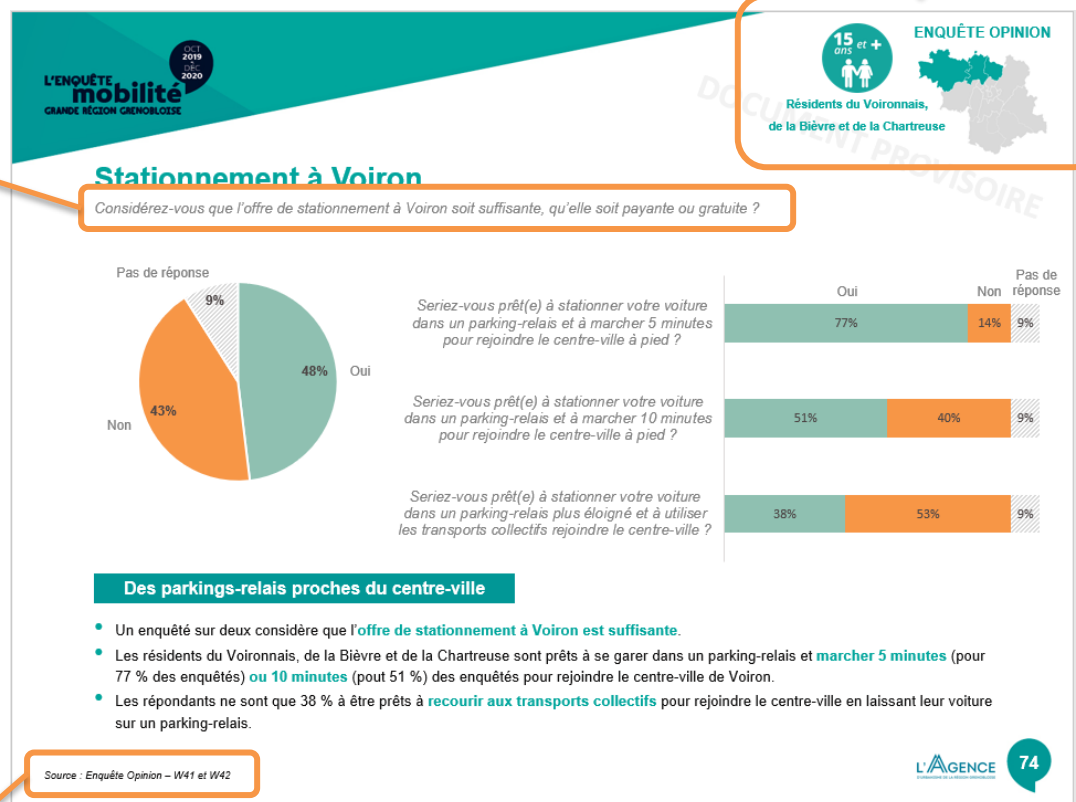 OCT
2019
-
DÉC
2020
L'ENQUÊTE
mobilité
GRANDE RÉGION GRENOBLOISE
15
ans et +
ENQUÊTE OPINION
Résidents du Voironnais,
de la Bièvre et de la Chartreuse
DOCUMENT PROVISOIRE
Stationnement à Voiron
Considérez-vous que l'offre de stationnement à Voiron soit suffisante, qu'elle soit payante ou gratuite ?
Pas de réponse
9%
48%
Oui
43%
Non
Oui
Non
Pas de
réponse
Seriez-vous prêt(e) à stationner votre voiture
dans un parking-relais et à marcher 5 minutes
pour rejoindre le centre-ville à pied ?
77%
14%
9%
Seriez-vous prêt(e) à stationner votre voiture
dans un parking-relais et à marcher 10 minutes
pour rejoindre le centre-ville à pied ?
51%
40%
9%
Seriez-vous prêt(e) à stationner votre voiture
dans un parking-relais plus éloigné et à utiliser
les transports collectifs rejoindre le centre-ville ?
38%
53%
9%
Des parkings-relais proches du centre-ville
• Un enquêté sur deux considère que l'offre de stationnement à Voiron est suffisante.
• Les résidents du Voironnais, de la Bièvre et de la Chartreuse sont prêts à se garer dans un parking-relais et marcher 5 minutes (pour
77 % des enquêtés) ou 10 minutes (pout 51 %) des enquêtés pour rejoindre le centre-ville de Voiron.
• Les répondants ne sont que 38 % à être prêts à recourir aux transports collectifs pour rejoindre le centre-ville en laissant leur voiture
sur un parking-relais.
Source : Enquête Opinion – W41 et W42
L'AGENCE
D'URBANISME DE LA RÉGION GRENOBLOISE
74